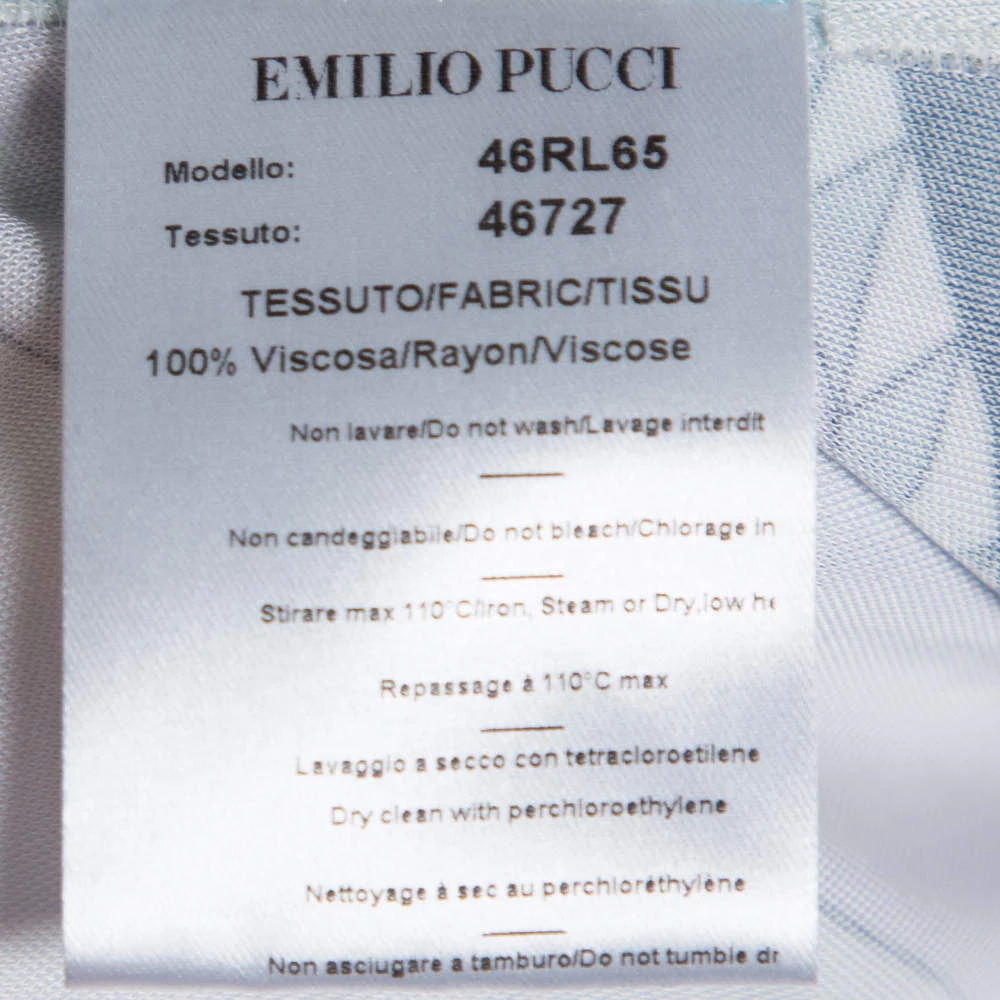 EMILIO PUCCI
Modello: 46RL65
Tessuto: 46727
TESSUTO/FABRIC/TISSU
100% Viscosa/Rayon/Viscose
Non lavare/Do not wash/Lavage interdit
Non candeggiabile/Do not bleach/Chlorage in
Stirare max 110°C/Iron, Steam or Dry,low
Repassage à 110°C max
Lavaggio a secco con tetracloroetilene
Dry clean with perchloroethylene
Nettoyage à sec au perchloréthylène
Non asciugare a tamburo/Do not tumble